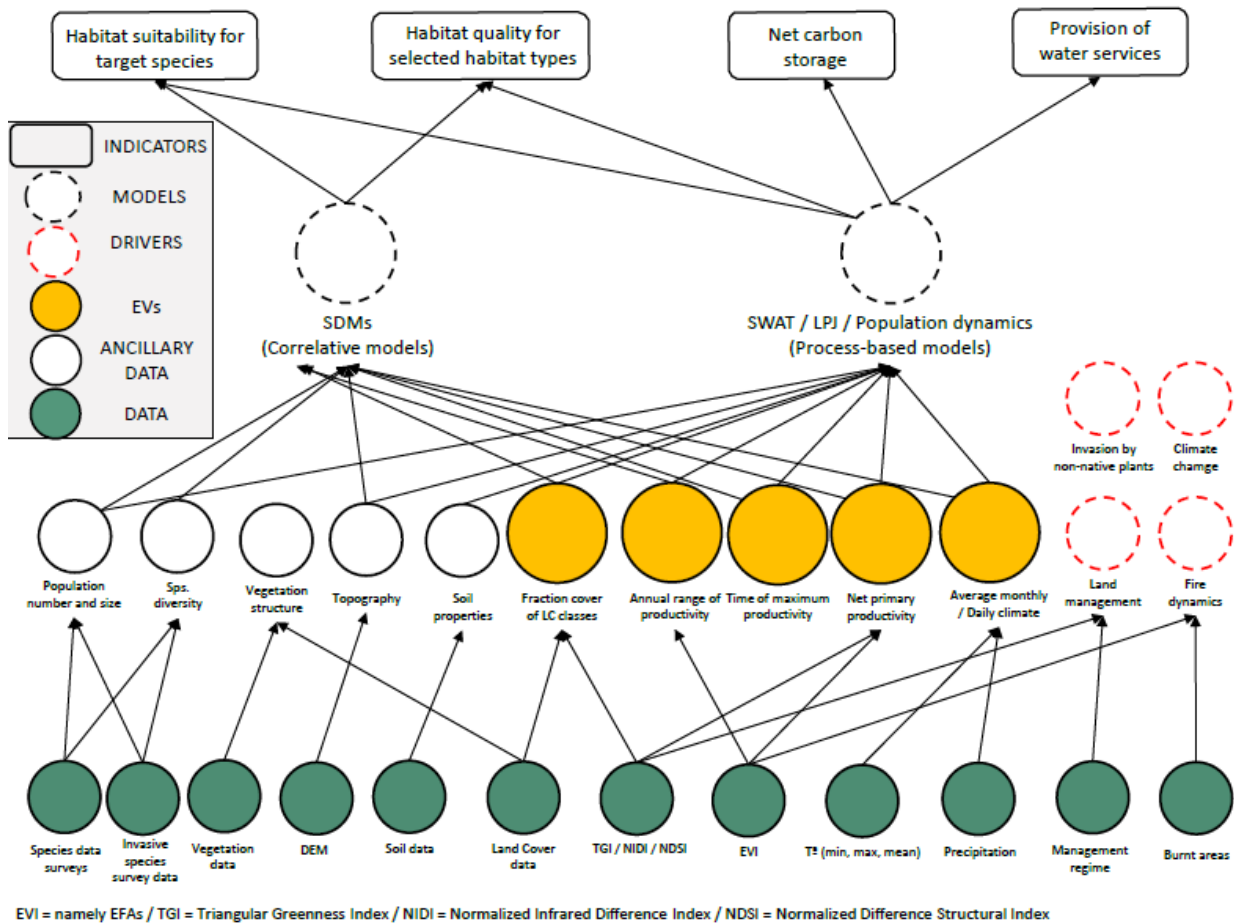 Habitat suitability for
target species
Habitat quality for
selected habitat types
Net carbon
storage
Provision of
water services
INDICATORS
MODELS
DRIVERS
EVs
ANCILLARY
DATA
DATA
SDMs
(Correlative models)
SWAT / LPJ / Population dynamics
(Process-based models)
Invasion by
non-native plants
Climate
chamge
Population
number and size
Sps.
diversity
Vegetation
structure
Topography
Soil
properties
Fraction cover
of LC classes
Annual range of
productivity
Time of maximum
productivity
Net primary
productivity
Average monthly
/ Daily climate
Land
management
Fire
dynamics
Species data
surveys
Invasive
species
survey data
Vegetation
data
DEM
Soil data
Land Cover
data
TGI / NIDI / NDSI
EVI
Tª (min, max, mean)
Precipitation
Management
regime
Burnt areas
EVI = namely EFAs / TGI = Triangular Greenness Index / NIDI = Normalized Infrared Difference Index / NDSI = Normalized Difference Structural Index